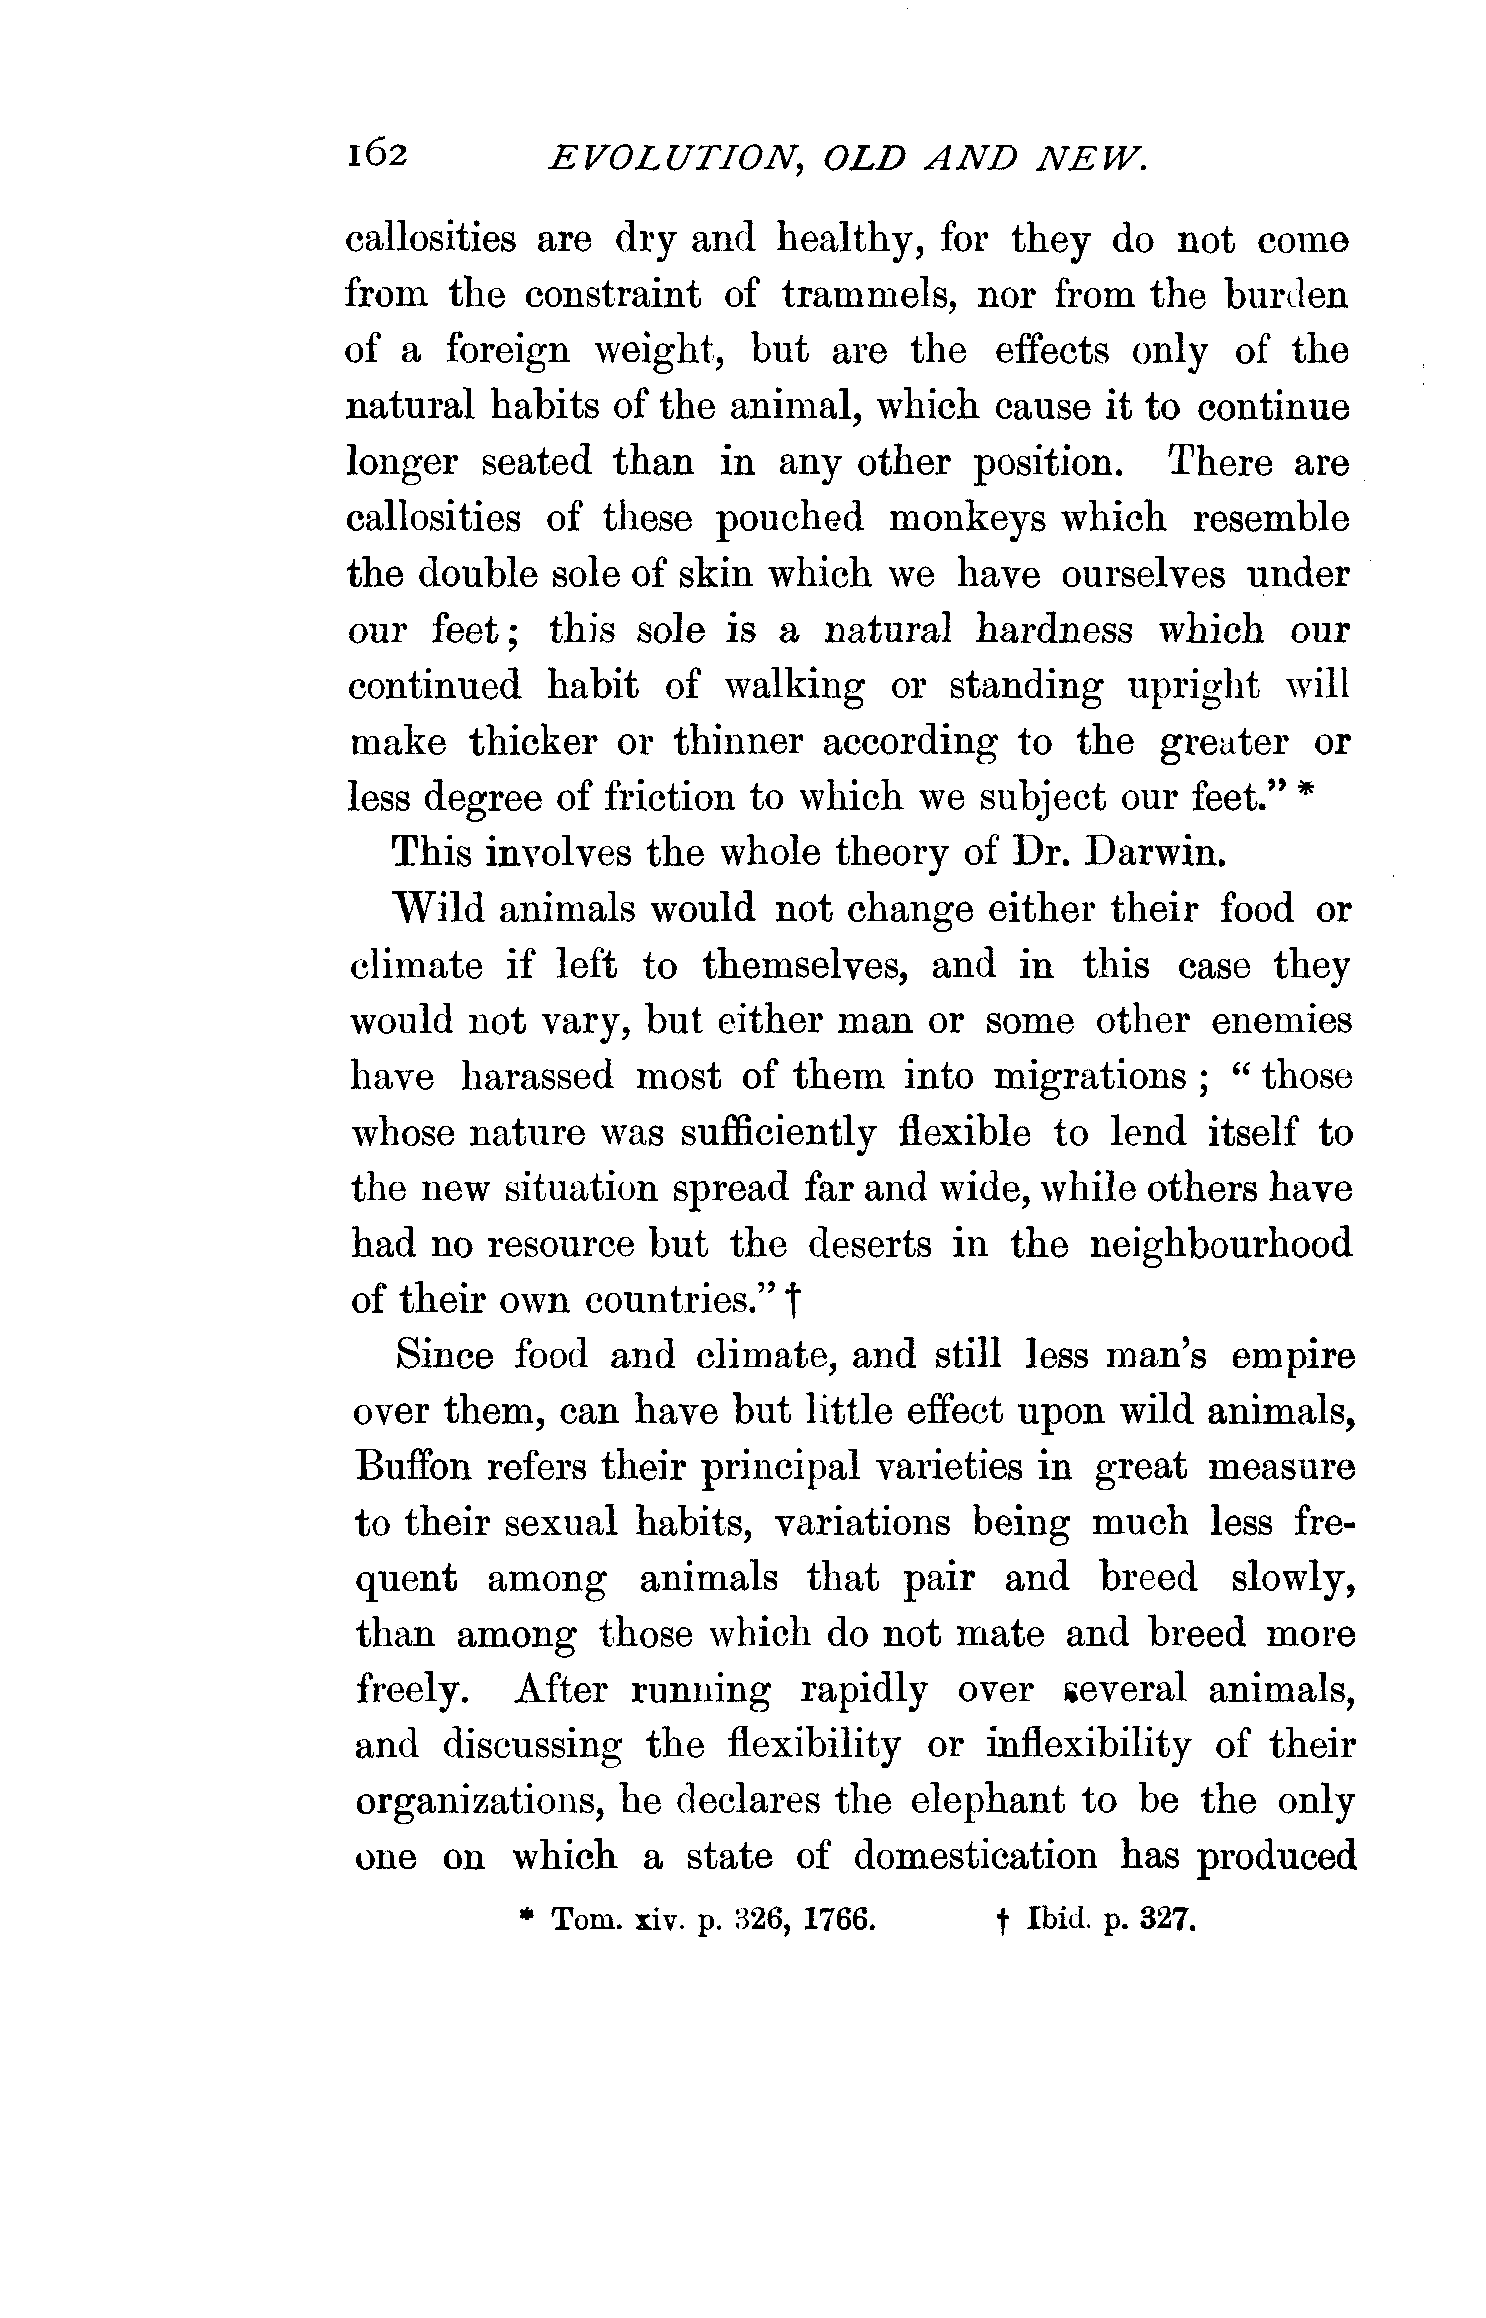 162 EVOLUTION, OLD AND NEW.
callosities are dry and healthy, for they do not come
from the constraint of trammels, nor from the burden
of a foreign weight, but are the effects only of the
natural habits of the animal, which cause it to continue
longer seated than in any other position. There are
callosities of these pouched monkeys which resemble
the double sole of skin which we have ourselves under
our feet; this sole is a natural hardness which our
continued habit of walking or standing upright will
make thicker or thinner according to the greater or
less degree of friction to which we subject our feet.” *
This involves the whole theory of Dr. Darwin.
Wild animals would not change either their food or
climate if left to themselves, and in this case they
would not vary, but either man or some other enemies
have harassed most of them into migrations; “those
whose nature was sufficiently flexible to lend itself to
the new situation spread far and wide, while others have
had no resource but the deserts in the neighbourhood
of their own countries.” †
Since food and climate, and still less man’s empire
over them, can have but little effect upon wild animals,
Buffon refers their principal varieties in great measure
to their sexual habits, variations being much less fre-
quent among animals that pair and breed slowly,
than among those which do not mate and breed more
freely. After running rapidly over several animals,
and discussing the flexibility or inflexibility of their
organizations, he declares the elephant to be the only
one on which a state of domestication has produced
* Tom. xiv. p. 326, 1766. † Ibid. p. 327.